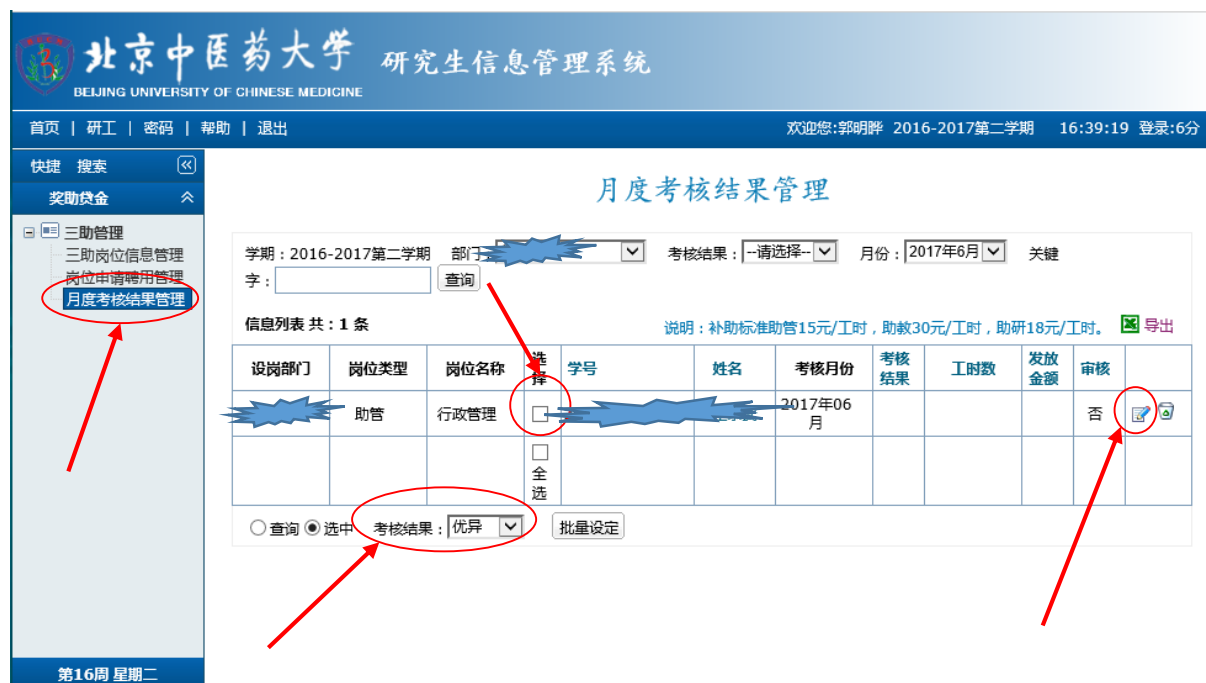 北京中医药大学 研究生信息管理系统
BEIJING UNIVERSITY OF CHINESE MEDICINE
首页 | 研工 | 密码 | 帮助 | 退出 欢迎您:郭明晔 2016-2017第二学期 16:39:19 登录:6分
快捷 搜索
奖助贷金
三助管理
三助岗位信息管理
岗位申请聘用管理
月度考核结果管理
月度考核结果管理
学期：2016-2017第二学期 部门 考核结果：--请选择-- 月份：2017年6月 关键
字： 查询
信息列表 共：1 条 说明：补助标准助管15元/工时，助教30元/工时，助研18元/工时。 导出
设岗部门 岗位类型 岗位名称 选择 学号 姓名 考核月份 考核结果 工时数 发放金额 审核
助管 行政管理 2017年06月 否
全选
查询 选中 考核结果：优异 批量设定
第16周 星期二